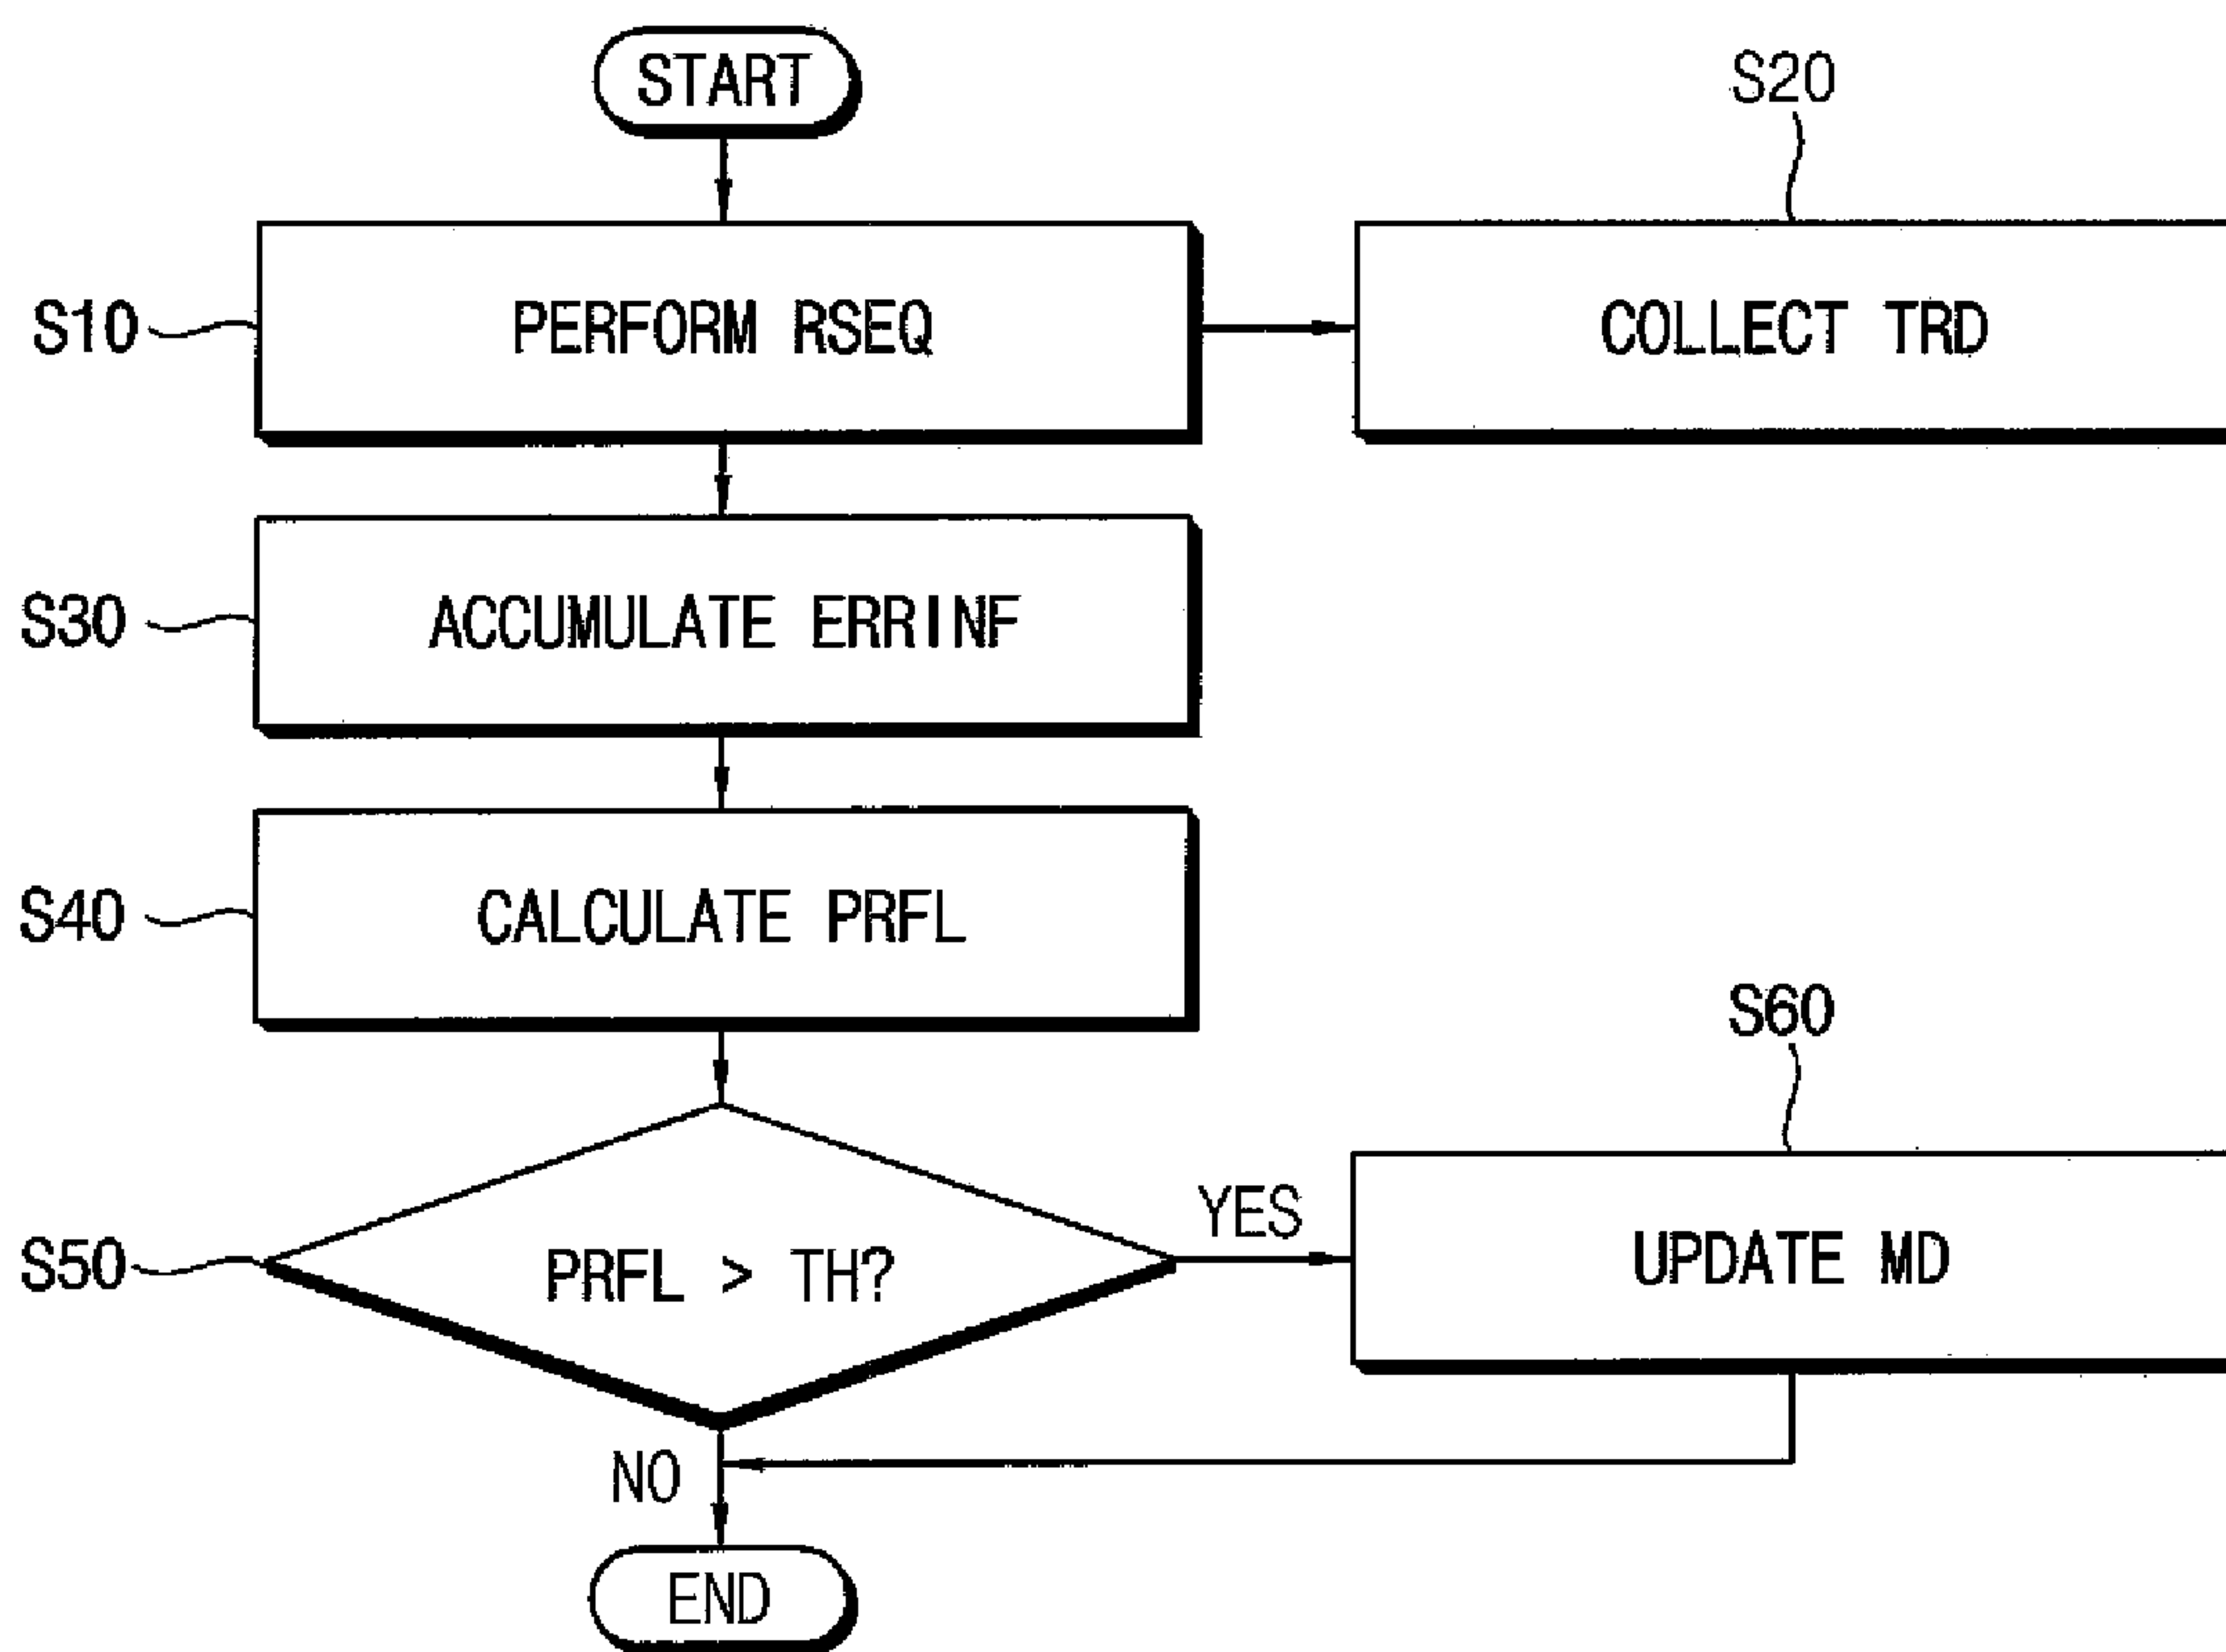 START
S20
S10
PERFORM RSEQ
COLLECT TRD
S30
ACCUMULATE ERRINF
S40
CALCULATE PRFL
S60
YES
S50
PRFL > TH?
UPDATE MD
NO
END